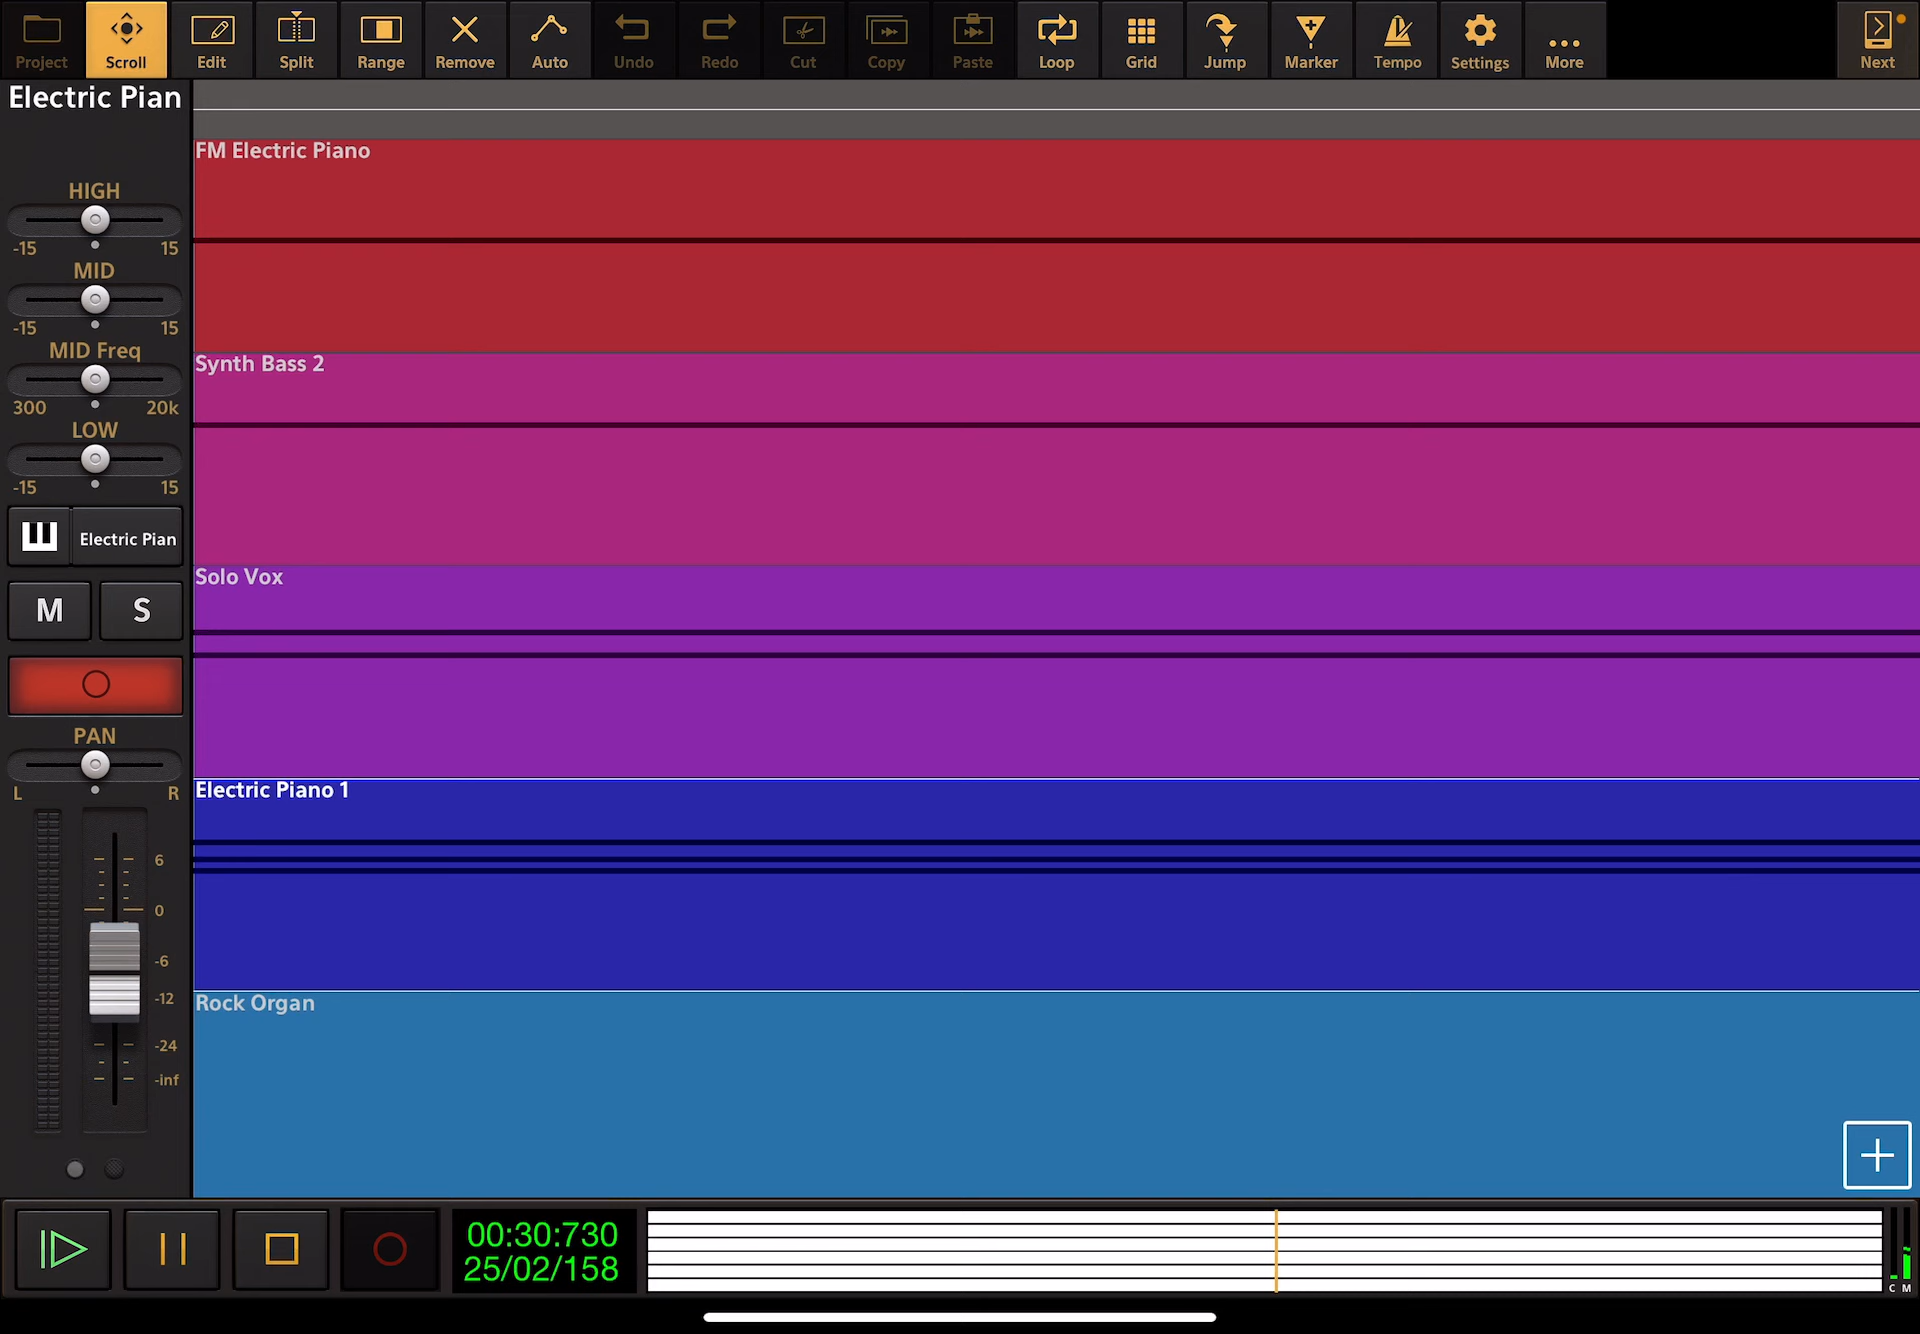 Project Scroll Edit Split Range Remove Auto Undo Redo Cut Copy Paste Loop Grid Jump Marker Tempo Settings More Next
Electric Pian
HIGH
-15 15
MID
-15 15
MID Freq
300 20k
LOW
-15 15
Electric Pian
M S
PAN
L R
6
0
-6
-12
-24
-inf
FM Electric Piano
Synth Bass 2
Solo Vox
Electric Piano 1
Rock Organ
00:30:730
25/02/158
C M